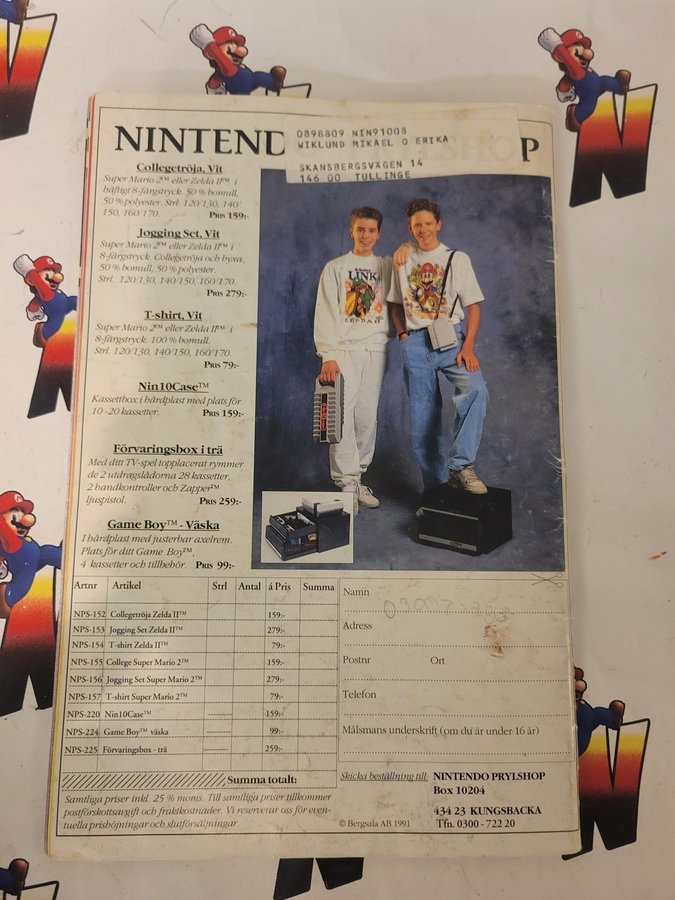 NINTENDO
SHOP
0898809 NIN91008
WIKLUND MIKAEL O ERIKA
SKANSBERGSVÄGEN 14
146 00 TULLINGE
Collegetröja, Vit
Super Mario 2™ eller Zelda II™ i
häftigt 8-färgstryck. 50 % bomull,
50 % polyester. Strl. 120/130, 140/
150, 160/170. PRIS 159:-
Jogging Set, Vit
Super Mario 2™ eller Zelda II™ i
8-färgstryck. Collegetröja och byxa,
50 % bomull, 50 % polyester.
Strl. 120/130, 140/150, 160/170.
PRIS 279:-
T-shirt, Vit
Super Mario 2™ eller Zelda II™ i
8-färgstryck. 100 % bomull.
Strl. 120/130, 140/150, 160/170.
PRIS 79:-
Nin10Case™
Kassettbox i hårdplast med plats för
10-20 kassetter. PRIS 159:-
Förvaringsbox i trä
Med ditt TV-spel topplacerat rymmer
de 2 utdragslådorna 28 kassetter,
2 handkontroller och Zapper™
ljuspistol. PRIS 259:-
Game Boy™ - Väska
I hårdplast med justerbar axelrem.
Plats för ditt Game Boy™,
4 kassetter och tillbehör. PRIS 99:-
LINK
ZELDA II
Artnr Artikel Strl Antal á Pris Summa
NPS-152 Collegetröja Zelda II™ 159:-
NPS-153 Jogging Set Zelda II™ 279:-
NPS-154 T-shirt Zelda II™ 79:-
NPS-155 College Super Mario 2™ 159:-
NPS-156 Jogging Set Super Mario 2™ 279:-
NPS-157 T-shirt Super Mario 2™ 79:-
NPS-220 Nin10Case™ 159:-
NPS-224 Game Boy™ väska 99:-
NPS-225 Förvaringsbox - trä 259:-
Summa totalt:
Samtliga priser inkl. 25 % moms. Till samtliga priser tillkommer
postförskottsavgift och fraktkostnader. Vi reserverar oss för even-
tuella prishöjningar och slutförsäljningar.
© Bergsala AB 1991
Namn
Adress
Postnr Ort
Telefon
Målsmans underskrift (om du är under 16 år)
Skicka beställning till: NINTENDO PRYLSHOP
Box 10204
434 23 KUNGSBACKA
Tfn. 0300 - 722 20